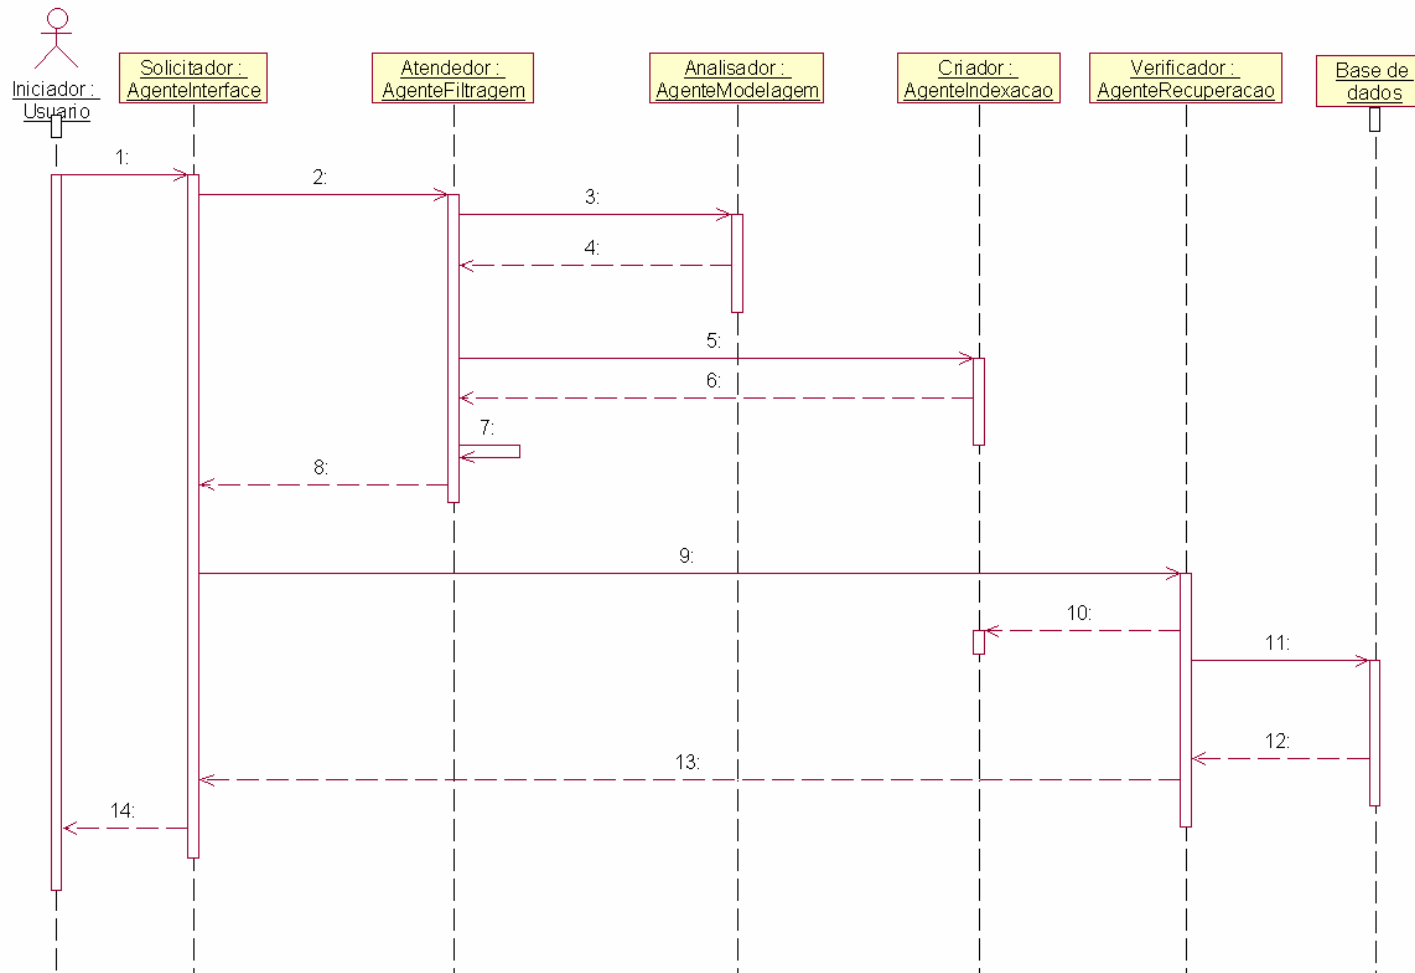 Iniciador :
Usuario
Solicitador :
AgenteInterface
Atendedor :
AgenteFiltragem
Analisador :
AgenteModelagem
Criador :
AgenteIndexacao
Verificador :
AgenteRecuperacao
Base de
dados
1:
2:
3:
4:
5:
6:
7:
8:
9:
10:
11:
12:
13:
14: